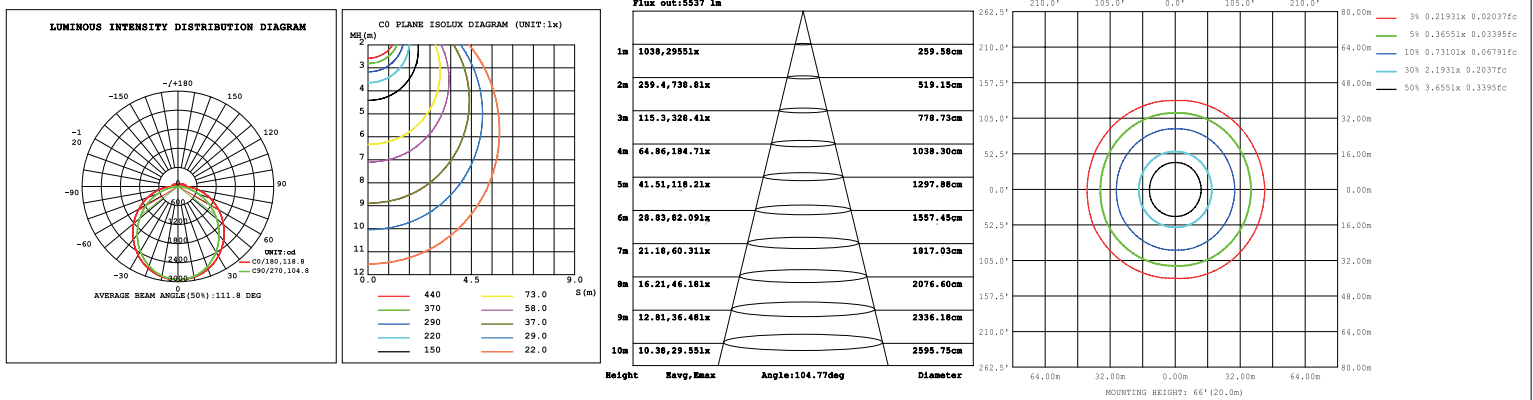 LUMINOUS INTENSITY DISTRIBUTION DIAGRAM
-/+180
-150
150
-1
20
120
-90
90
0
600
1200
-60
60
1800
2400
3000
UNIT:cd
C0/180,118.8
C90/270,104.8
-30
30
0
AVERAGE BEAM ANGLE(50%):111.8 DEG
C0 PLANE ISOLUX DIAGRAM (UNIT:lx)
MH(m)
2
3
4
5
6
7
8
9
10
11
12
0.0
4.5
9.0
S(m)
440
73.0
370
58.0
290
37.0
220
29.0
150
22.0
Flux out:5537 lm
1m
1038,2955lx
259.58cm
2m
259.4,738.8lx
519.15cm
3m
115.3,328.4lx
778.73cm
4m
64.86,184.7lx
1038.30cm
5m
41.51,118.2lx
1297.88cm
6m
28.83,82.09lx
1557.45cm
7m
21.18,60.31lx
1817.03cm
8m
16.21,46.18lx
2076.60cm
9m
12.81,36.48lx
2336.18cm
10m
10.38,29.55lx
2595.75cm
Height
Eavg,Emax
Angle:104.77deg
Diameter
210.0'
105.0'
0.0'
105.0'
210.0'
262.5'
80.00m
210.0'
64.00m
157.5'
48.00m
105.0'
32.00m
52.5'
16.00m
0.0'
0.00m
52.5'
16.00m
105.0'
32.00m
157.5'
48.00m
210.0'
64.00m
262.5'
80.00m
64.00m
32.00m
0.00m
32.00m
64.00m
MOUNTING HEIGHT: 66'(20.0m)
3% 0.2193lx 0.02037fc
5% 0.3655lx 0.03395fc
10% 0.7310lx 0.06791fc
30% 2.193lx 0.2037fc
50% 3.655lx 0.3395fc